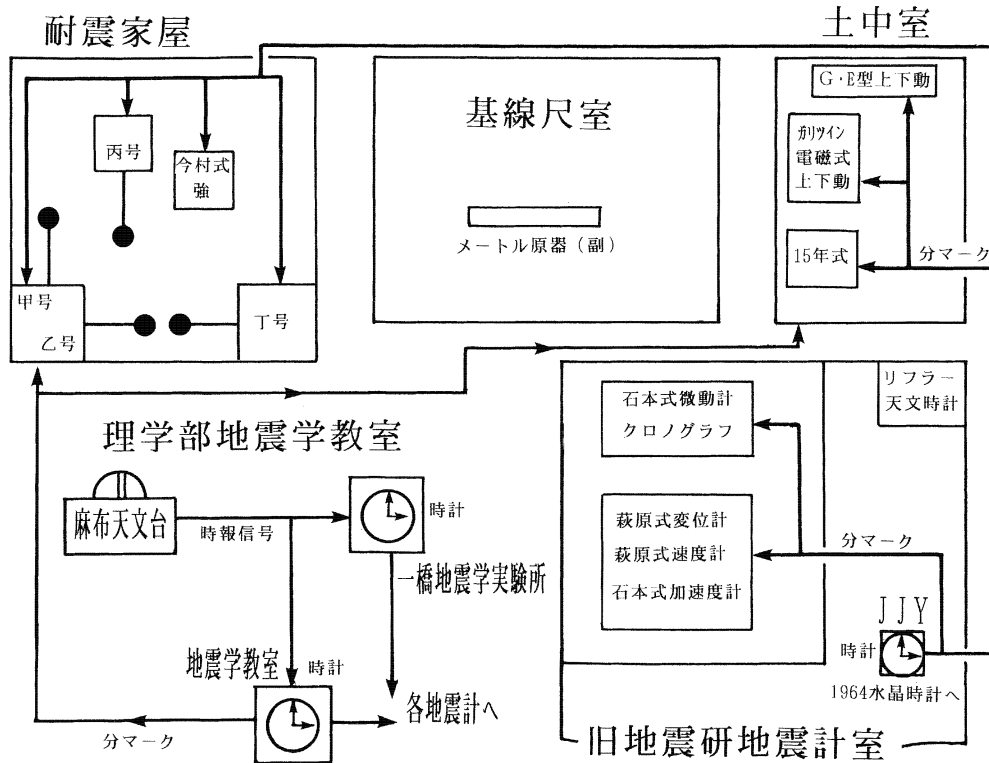 耐震家屋
丙号
今村式
強
甲号
乙号
丁号
基線尺室
メートル原器(副)
土中室
G・E型上下動
ガリツイン
電磁式
上下動
15年式
分マーク
理学部地震学教室
麻布天文台
時報信号
時計
一橋地震学実験所
地震学教室
時計
各地震計へ
分マーク
リフラー
天文時計
石本式微動計
クロノグラフ
萩原式変位計
萩原式速度計
石本式加速度計
分マーク
JJY
時計
1964水晶時計へ
旧地震研地震計室